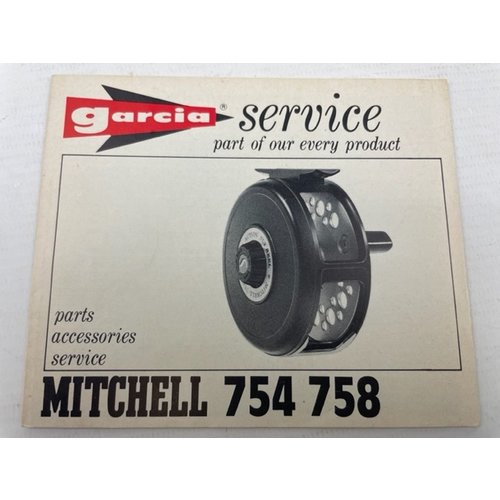 garcia® service
part of our every product
parts
accessories
service
MITCHELL 754 758